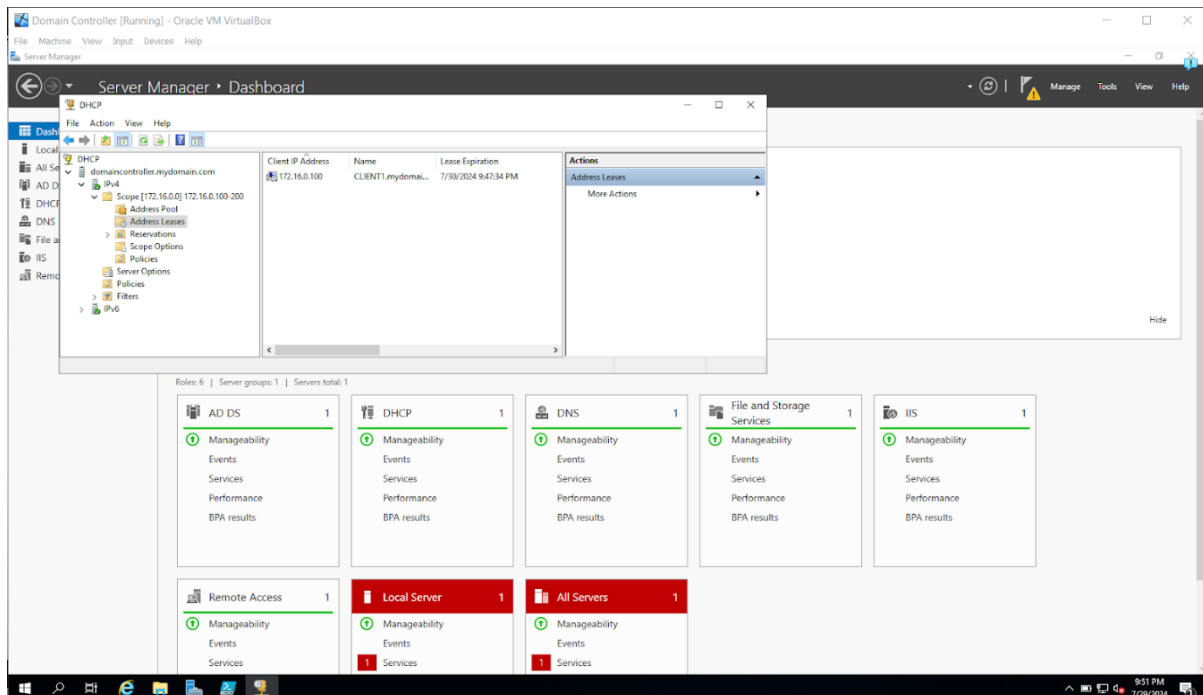 Domain Controller [Running] - Oracle VM VirtualBox
File Machine View Input Devices Help
Server Manager
Server Manager • Dashboard
Manage Tools View Help
DHCP
File Action View Help
Dash
Local
All Se
AD D
DHCP
DNS
File a
IIS
Remo
DHCP
domaincontroller.mydomain.com
IPv4
Scope [172.16.0.0] 172.16.0.100-200
Address Pool
Address Leases
Reservations
Scope Options
Policies
Server Options
Policies
Filters
IPv6
Client IP Address Name Lease Expiration
172.16.0.100 CLIENT1.mydomai... 7/30/2024 9:47:34 PM
Actions
Address Leases
More Actions
Hide
Roles: 6 | Server groups: 1 | Servers total: 1
AD DS 1
Manageability
Events
Services
Performance
BPA results
DHCP 1
Manageability
Events
Services
Performance
BPA results
DNS 1
Manageability
Events
Services
Performance
BPA results
File and Storage
Services 1
Manageability
Events
Services
Performance
BPA results
IIS 1
Manageability
Events
Services
Performance
BPA results
Remote Access 1
Manageability
Events
Services
Local Server 1
Manageability
Events
1 Services
All Servers 1
Manageability
Events
1 Services
9:51 PM
7/29/2024